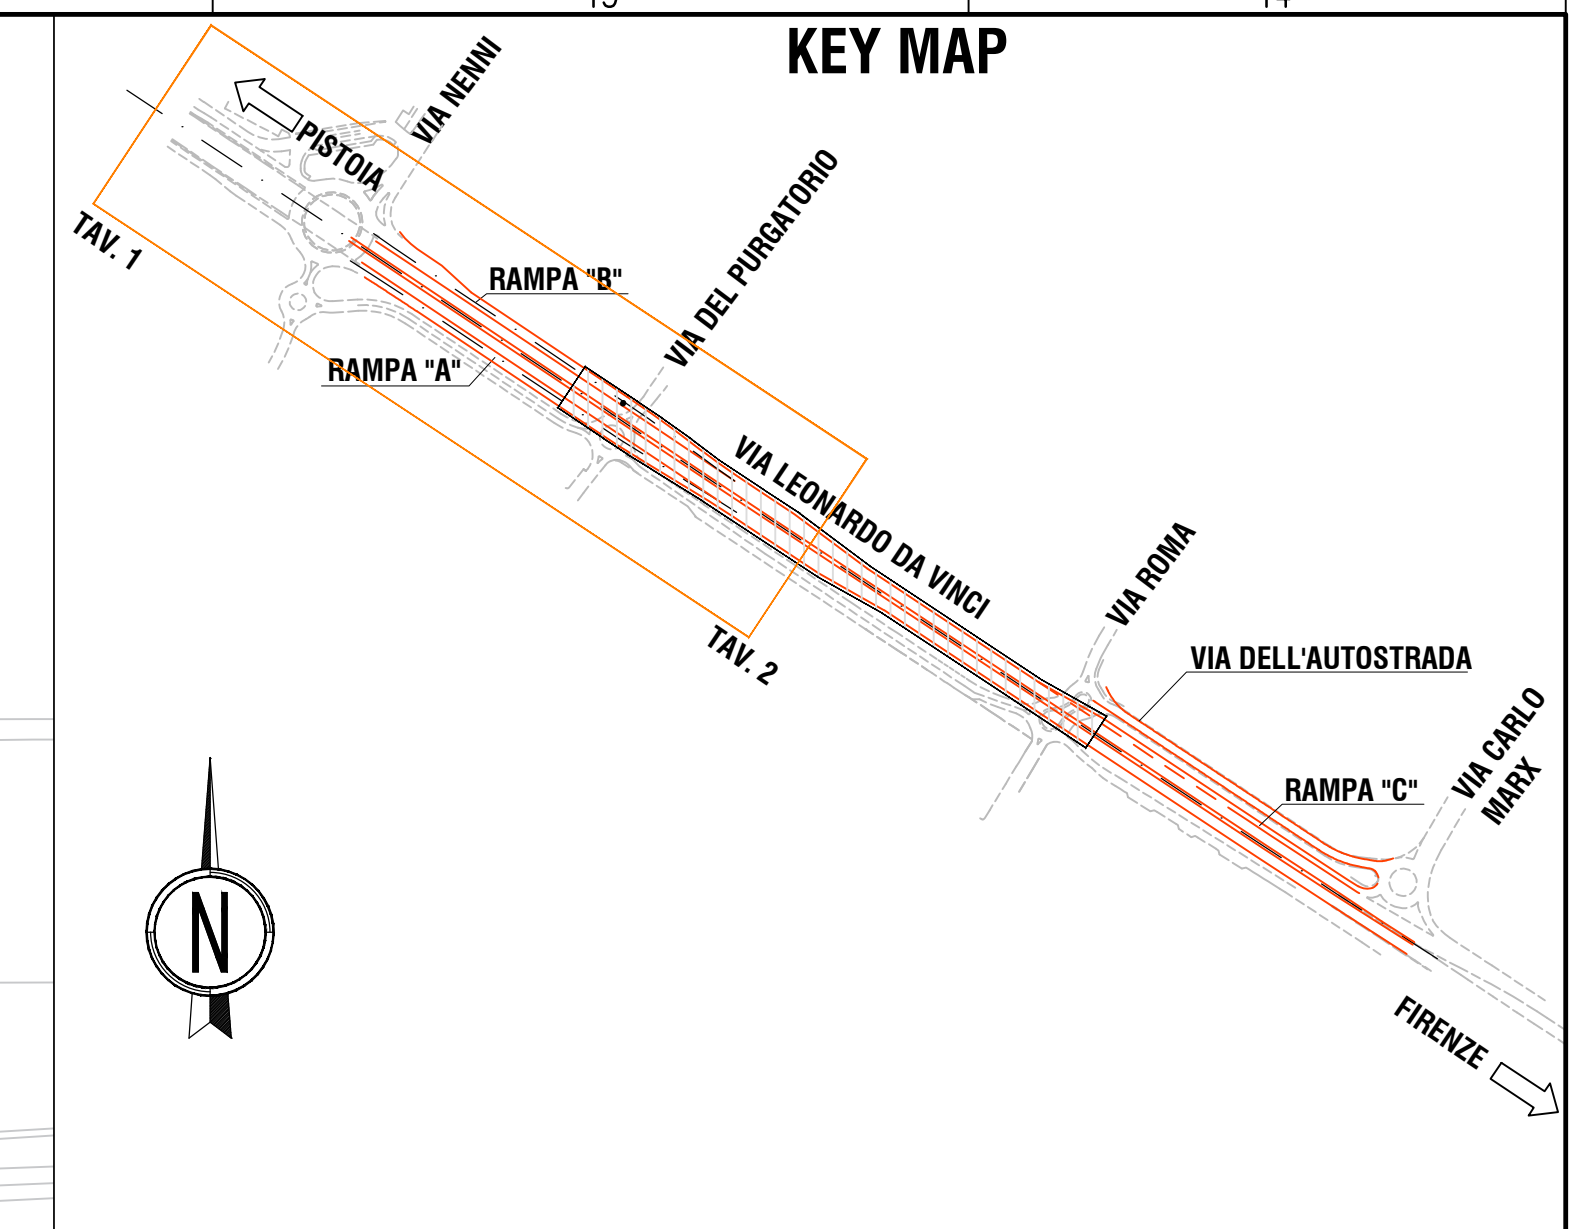 KEY MAP
VIA NENNI
PISTOIA
TAV. 1
VIA DEL PURGATORIO
RAMPA "B"
RAMPA "A"
VIA LEONARDO DA VINCI
TAV. 2
VIA ROMA
VIA DELL'AUTOSTRADA
VIA CARLO
MARX
RAMPA "C"
N
FIRENZE